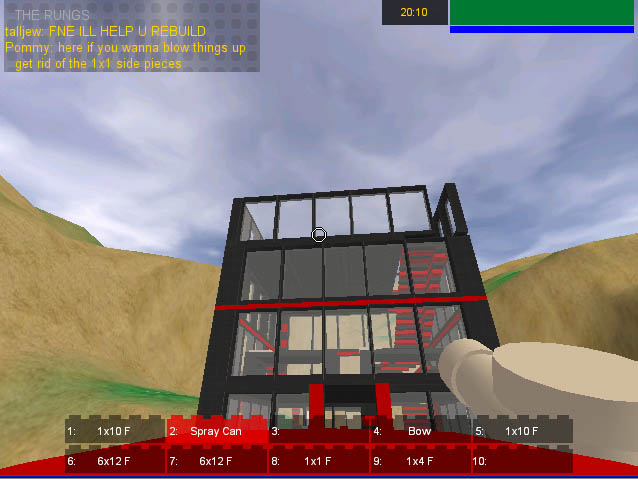 -THE RUNGS
talljew: FNE ILL HELP U REBUILD
Pommy: here if you wanna blow things up
get rid of the 1x1 side pieces
20:10
1: 1x10 F 2: Spray Can 3: 4: Bow 5: 1x10 F
6: 6x12 F 7: 6x12 F 8: 1x1 F 9: 1x4 F 10: